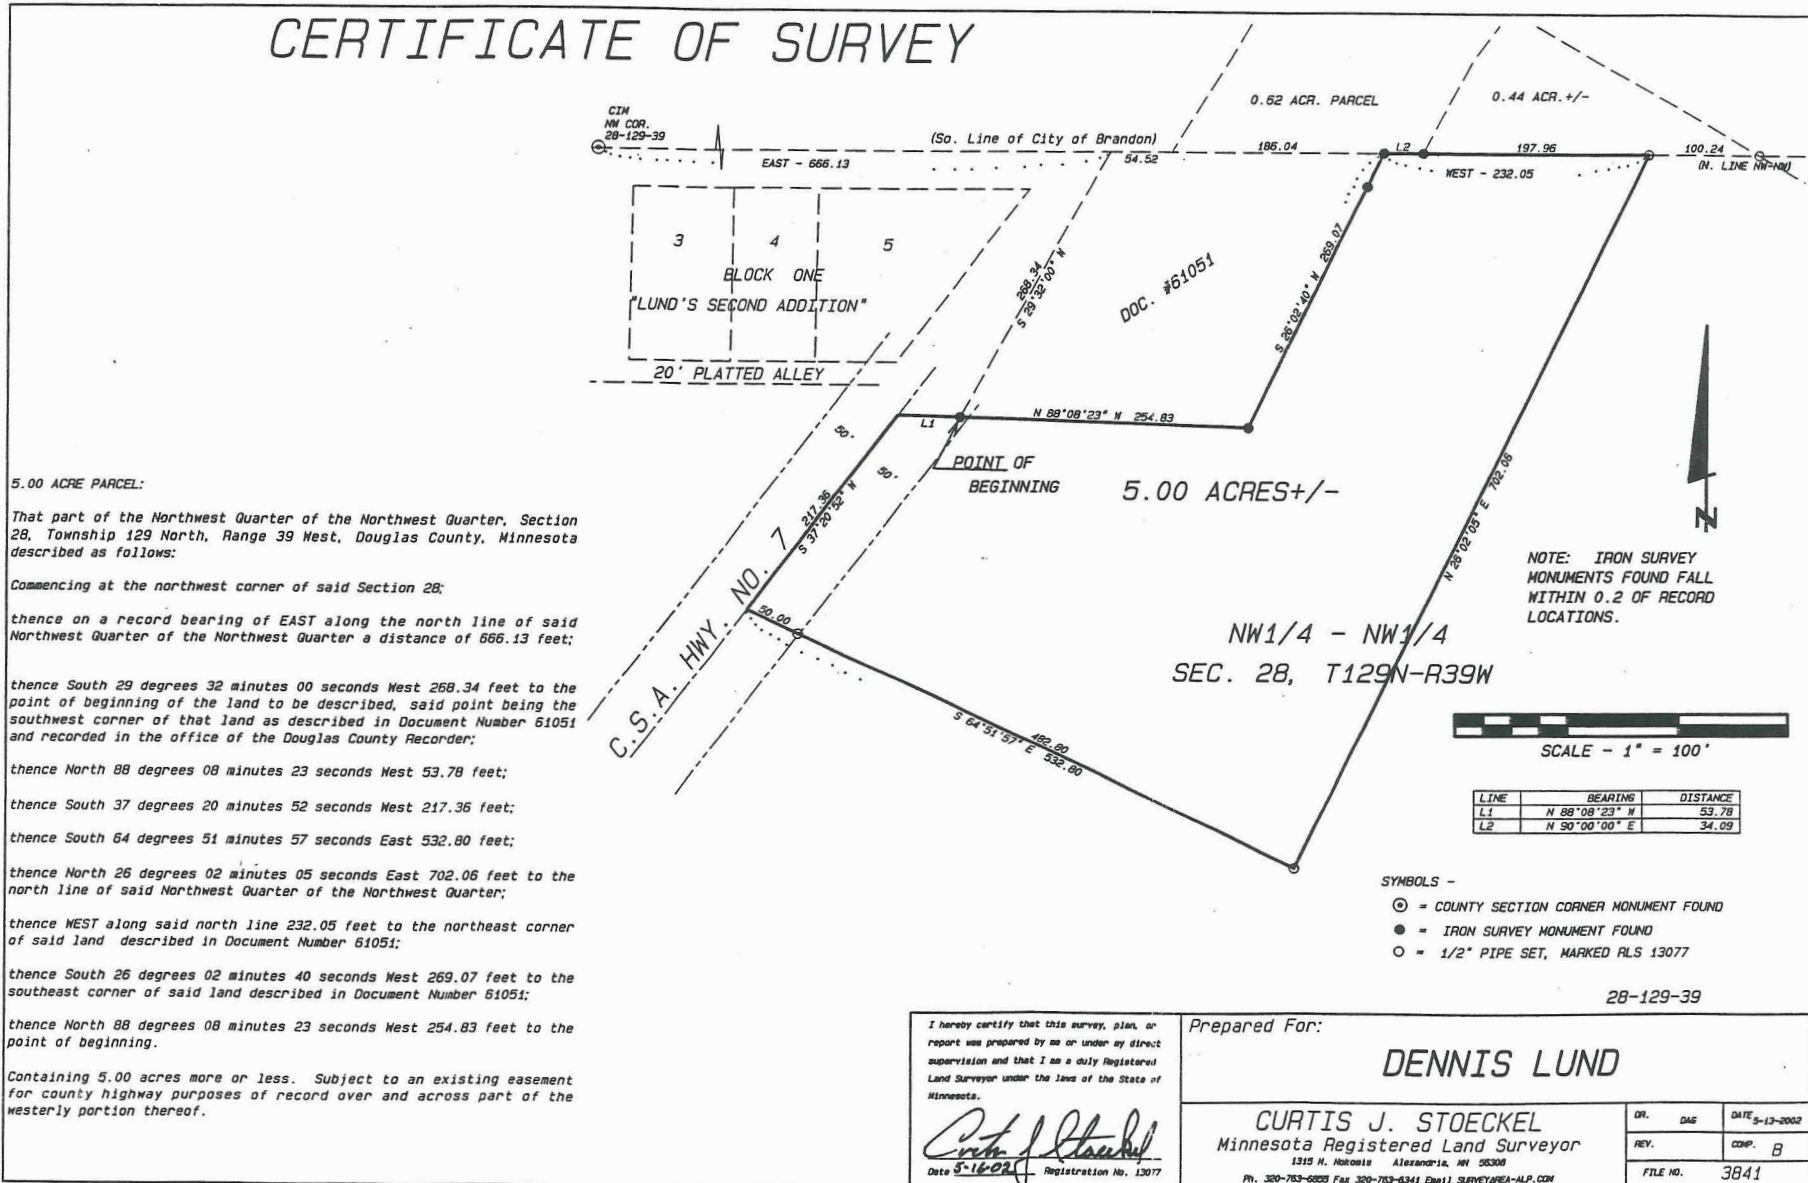 CERTIFICATE OF SURVEY
CIM
NW COR.
28-129-39
EAST - 666.13
(So. Line of City of Brandon)
54.52
0.62 ACR. PARCEL
186.04
0.44 ACR.+/-
L2
197.96
WEST - 232.05
100.24
(N. LINE NW-NW)
3
4
5
BLOCK ONE
"LUND'S SECOND ADDITION"
20' PLATTED ALLEY
268.34
S 29°32'00" W
DOC. #61051
S 26°02'40" W 269.07
L1
N 88°08'23" W 254.83
50.
50.
POINT OF
BEGINNING
5.00 ACRES+/-
217.36
S 37°20'52" W
C.S.A. HWY. NO. 7
50.00
N 26°02'05" E 702.06
NW1/4 - NW1/4
SEC. 28, T129N-R39W
482.80
S 64°51'57" E 532.80
N
NOTE: IRON SURVEY
MONUMENTS FOUND FALL
WITHIN 0.2 OF RECORD
LOCATIONS.
SCALE - 1" = 100'
LINE BEARING DISTANCE
L1 N 88°08'23" W 53.78
L2 N 90°00'00" E 34.09
SYMBOLS -
= COUNTY SECTION CORNER MONUMENT FOUND
= IRON SURVEY MONUMENT FOUND
= 1/2" PIPE SET, MARKED RLS 13077
28-129-39
5.00 ACRE PARCEL:
That part of the Northwest Quarter of the Northwest Quarter, Section
28, Township 129 North, Range 39 West, Douglas County, Minnesota
described as follows:
Commencing at the northwest corner of said Section 28;
thence on a record bearing of EAST along the north line of said
Northwest Quarter of the Northwest Quarter a distance of 666.13 feet;
thence South 29 degrees 32 minutes 00 seconds West 268.34 feet to the
point of beginning of the land to be described, said point being the
southwest corner of that land as described in Document Number 61051
and recorded in the office of the Douglas County Recorder;
thence North 88 degrees 08 minutes 23 seconds West 53.78 feet;
thence South 37 degrees 20 minutes 52 seconds West 217.36 feet;
thence South 64 degrees 51 minutes 57 seconds East 532.80 feet;
thence North 26 degrees 02 minutes 05 seconds East 702.06 feet to the
north line of said Northwest Quarter of the Northwest Quarter;
thence WEST along said north line 232.05 feet to the northeast corner
of said land described in Document Number 61051;
thence South 26 degrees 02 minutes 40 seconds West 269.07 feet to the
southeast corner of said land described in Document Number 61051;
thence North 88 degrees 08 minutes 23 seconds West 254.83 feet to the
point of beginning.
Containing 5.00 acres more or less. Subject to an existing easement
for county highway purposes of record over and across part of the
westerly portion thereof.
I hereby certify that this survey, plan, or
report was prepared by me or under my direct
supervision and that I am a duly Registered
Land Surveyor under the laws of the State of
Minnesota.
Curtis J Stoeckel
Date 5-16-02 Registration No. 13077
Prepared For:
DENNIS LUND
CURTIS J. STOECKEL
Minnesota Registered Land Surveyor
1315 N. Nokomis Alexandria, MN 56308
Ph. 320-763-6855 Fax 320-763-6341 Email SURVEY@REA-ALP.COM
DR. DAG DATE 5-13-2002
REV. COMP. B
FILE NO. 3841